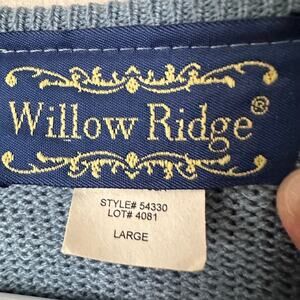 Willow Ridge®
STYLE# 54330
LOT# 4081
LARGE